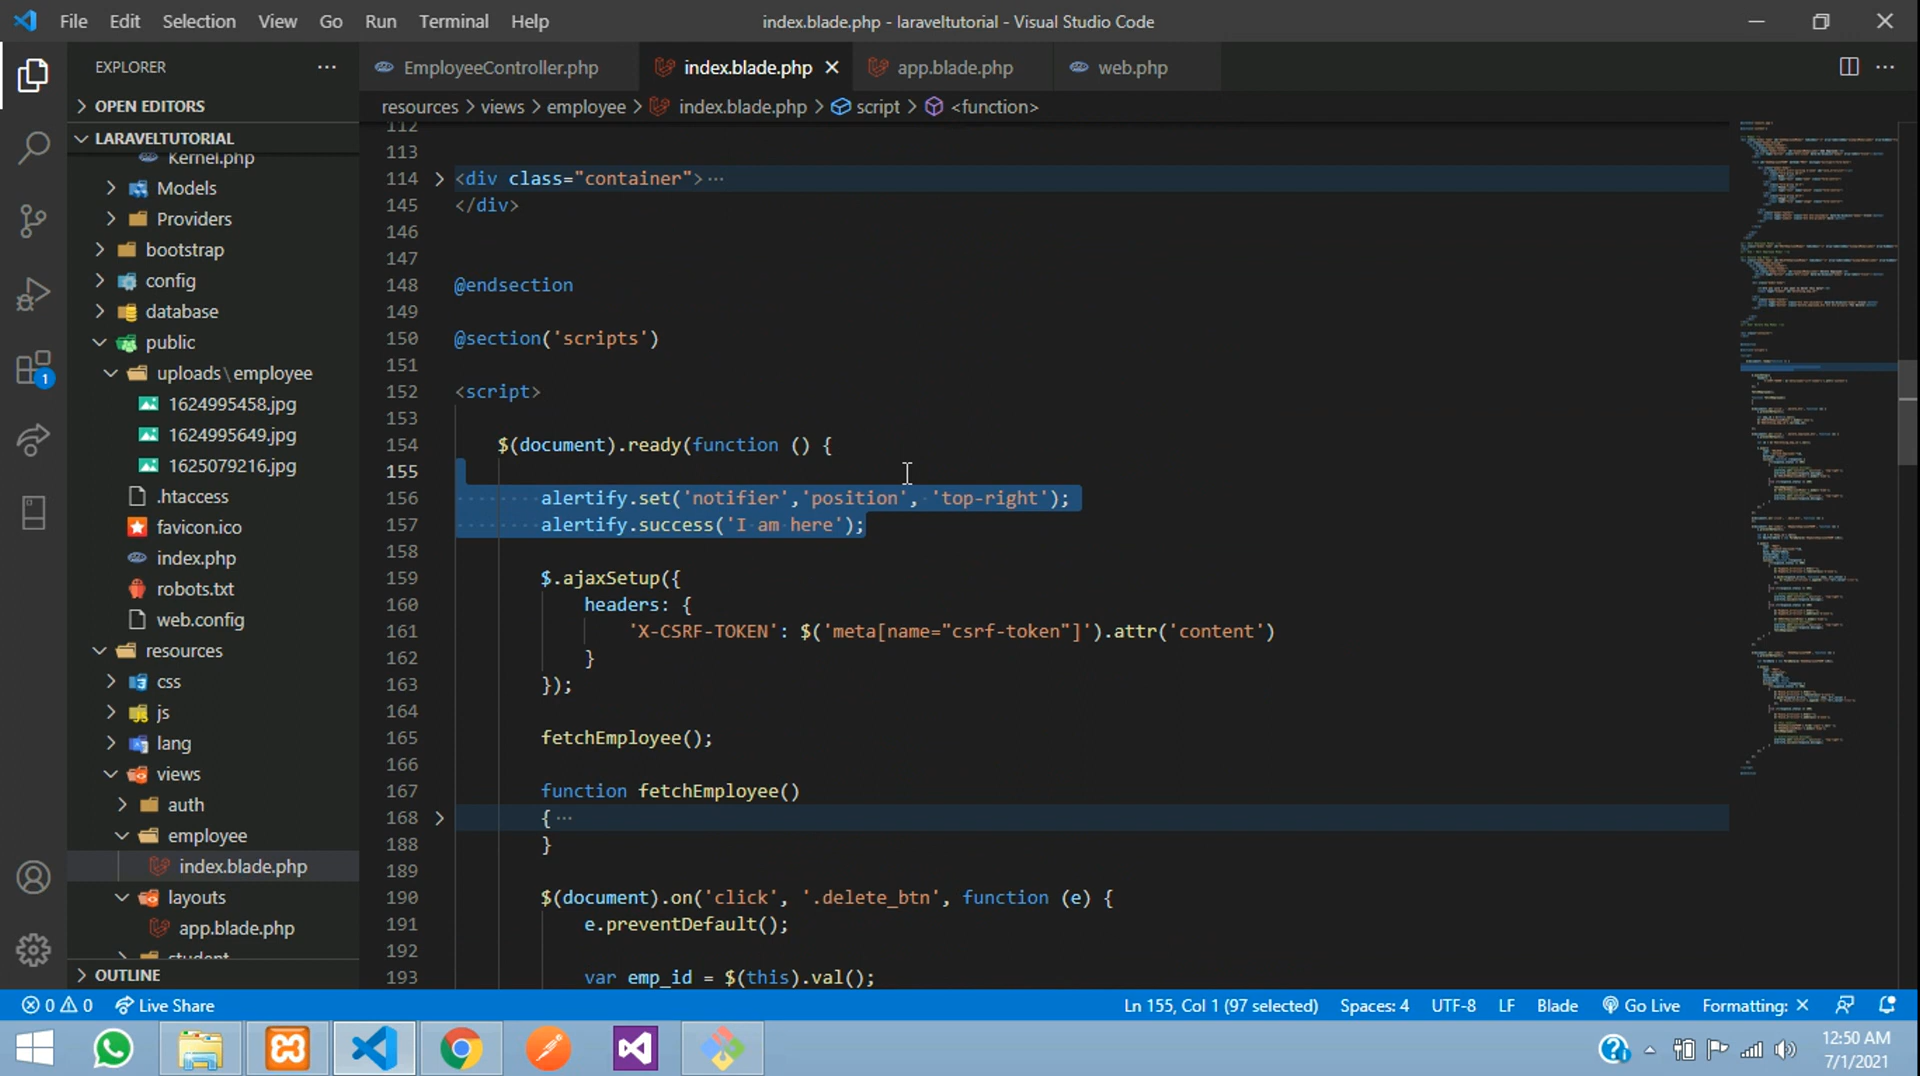 File Edit Selection View Go Run Terminal Help
index.blade.php - laraveltutorial - Visual Studio Code
EXPLORER
OPEN EDITORS
LARAVELTUTORIAL
Kernel.php
Models
Providers
bootstrap
config
database
public
uploads\employee
1624995458.jpg
1624995649.jpg
1625079216.jpg
.htaccess
favicon.ico
index.php
robots.txt
web.config
resources
css
js
lang
views
auth
employee
index.blade.php
layouts
app.blade.php
student
OUTLINE
EmployeeController.php index.blade.php app.blade.php web.php
resources > views > employee > index.blade.php > script > <function>
112
113
114 <div class="container">···
145 </div>
146
147
148 @endsection
149
150 @section('scripts')
151
152 <script>
153
154 $(document).ready(function () {
155
156 alertify.set('notifier','position', 'top-right');
157 alertify.success('I am here');
158
159 $.ajaxSetup({
160 headers: {
161 'X-CSRF-TOKEN': $('meta[name="csrf-token"]').attr('content')
162 }
163 });
164
165 fetchEmployee();
166
167 function fetchEmployee()
168 {···
188 }
189
190 $(document).on('click', '.delete_btn', function (e) {
191 e.preventDefault();
192
193 var emp_id = $(this).val();
1
0 0 Live Share
Ln 155, Col 1 (97 selected) Spaces: 4 UTF-8 LF Blade Go Live Formatting: ×
12:50 AM
7/1/2021